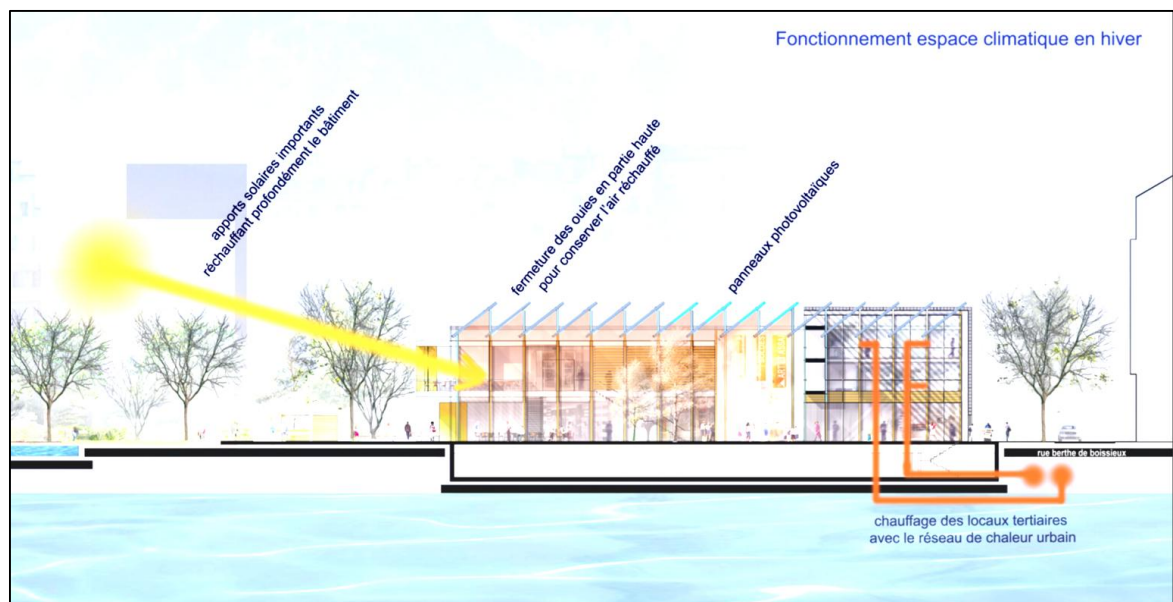 Fonctionnement espace climatique en hiver
apports solaires importants
réchauffant profondément le bâtiment
fermeture des ouies en partie haute
pour conserver l'air réchauffé
panneaux photovoltaïques
rue berthe de boissieux
chauffage des locaux tertiaires
avec le réseau de chaleur urbain